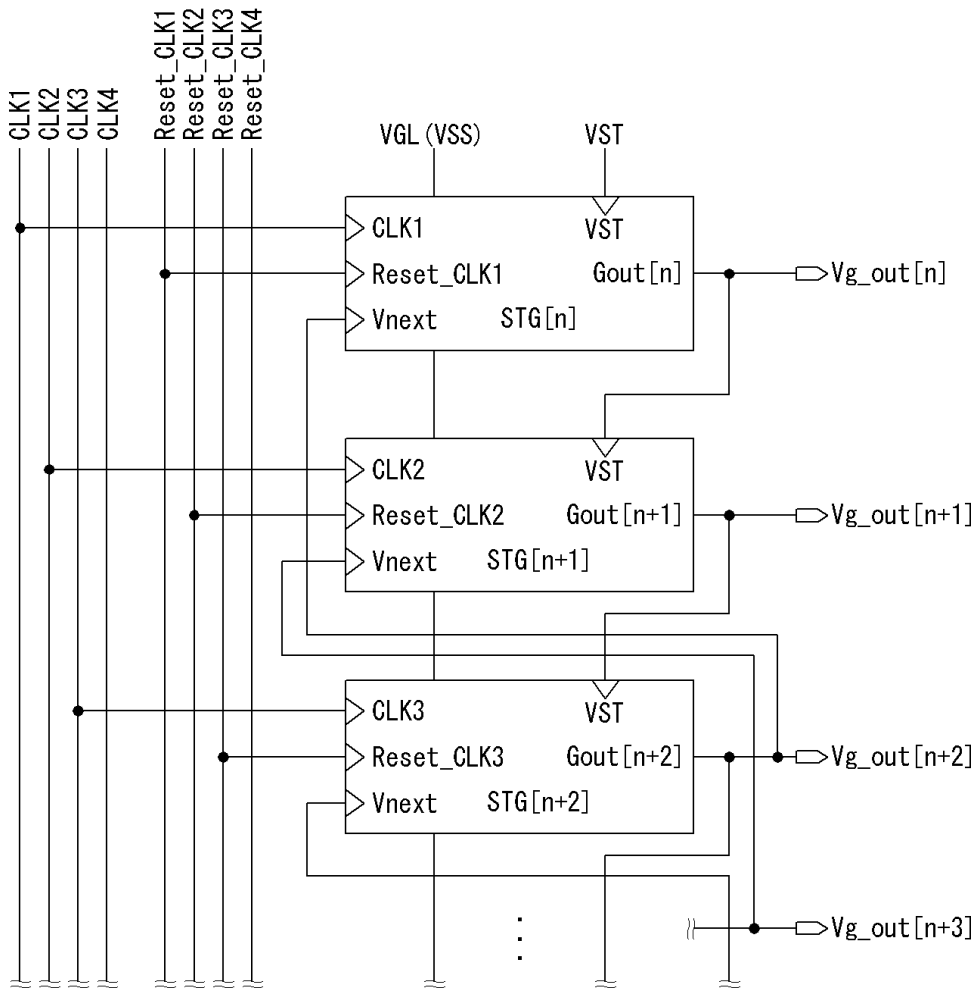 CLK1
CLK2
CLK3
CLK4
Reset_CLK1
Reset_CLK2
Reset_CLK3
Reset_CLK4
VGL(VSS)
VST
CLK1
VST
Reset_CLK1
Gout[n]
Vg_out[n]
Vnext
STG[n]
CLK2
VST
Reset_CLK2
Gout[n+1]
Vg_out[n+1]
Vnext
STG[n+1]
CLK3
VST
Reset_CLK3
Gout[n+2]
Vg_out[n+2]
Vnext
STG[n+2]
Vg_out[n+3]